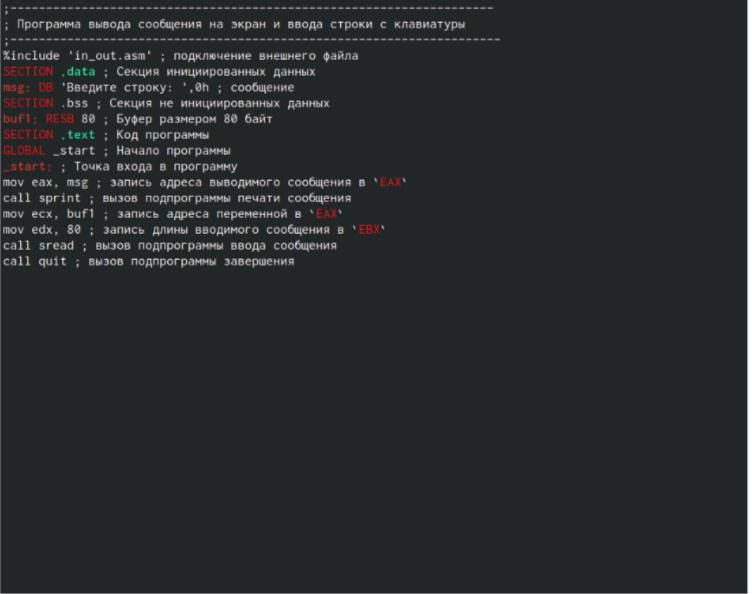 ;--------------------------------------------------------------------
; Программа вывода сообщения на экран и ввода строки с клавиатуры
;---------------------------------------------------------------------
%include 'in_out.asm' ; подключение внешнего файла
SECTION .data ; Секция инициированных данных
msg: DB 'Введите строку: ',0h ; сообщение
SECTION .bss ; Секция не инициированных данных
buf1: RESB 80 ; Буфер размером 80 байт
SECTION .text ; Код программы
GLOBAL _start ; Начало программы
_start: ; Точка входа в программу
mov eax, msg ; запись адреса выводимого сообщения в `EAX`
call sprint ; вызов подпрограммы печати сообщения
mov ecx, buf1 ; запись адреса переменной в `EAX`
mov edx, 80 ; запись длины вводимого сообщения в `EBX`
call sread ; вызов подпрограммы ввода сообщения
call quit ; вызов подпрограммы завершения